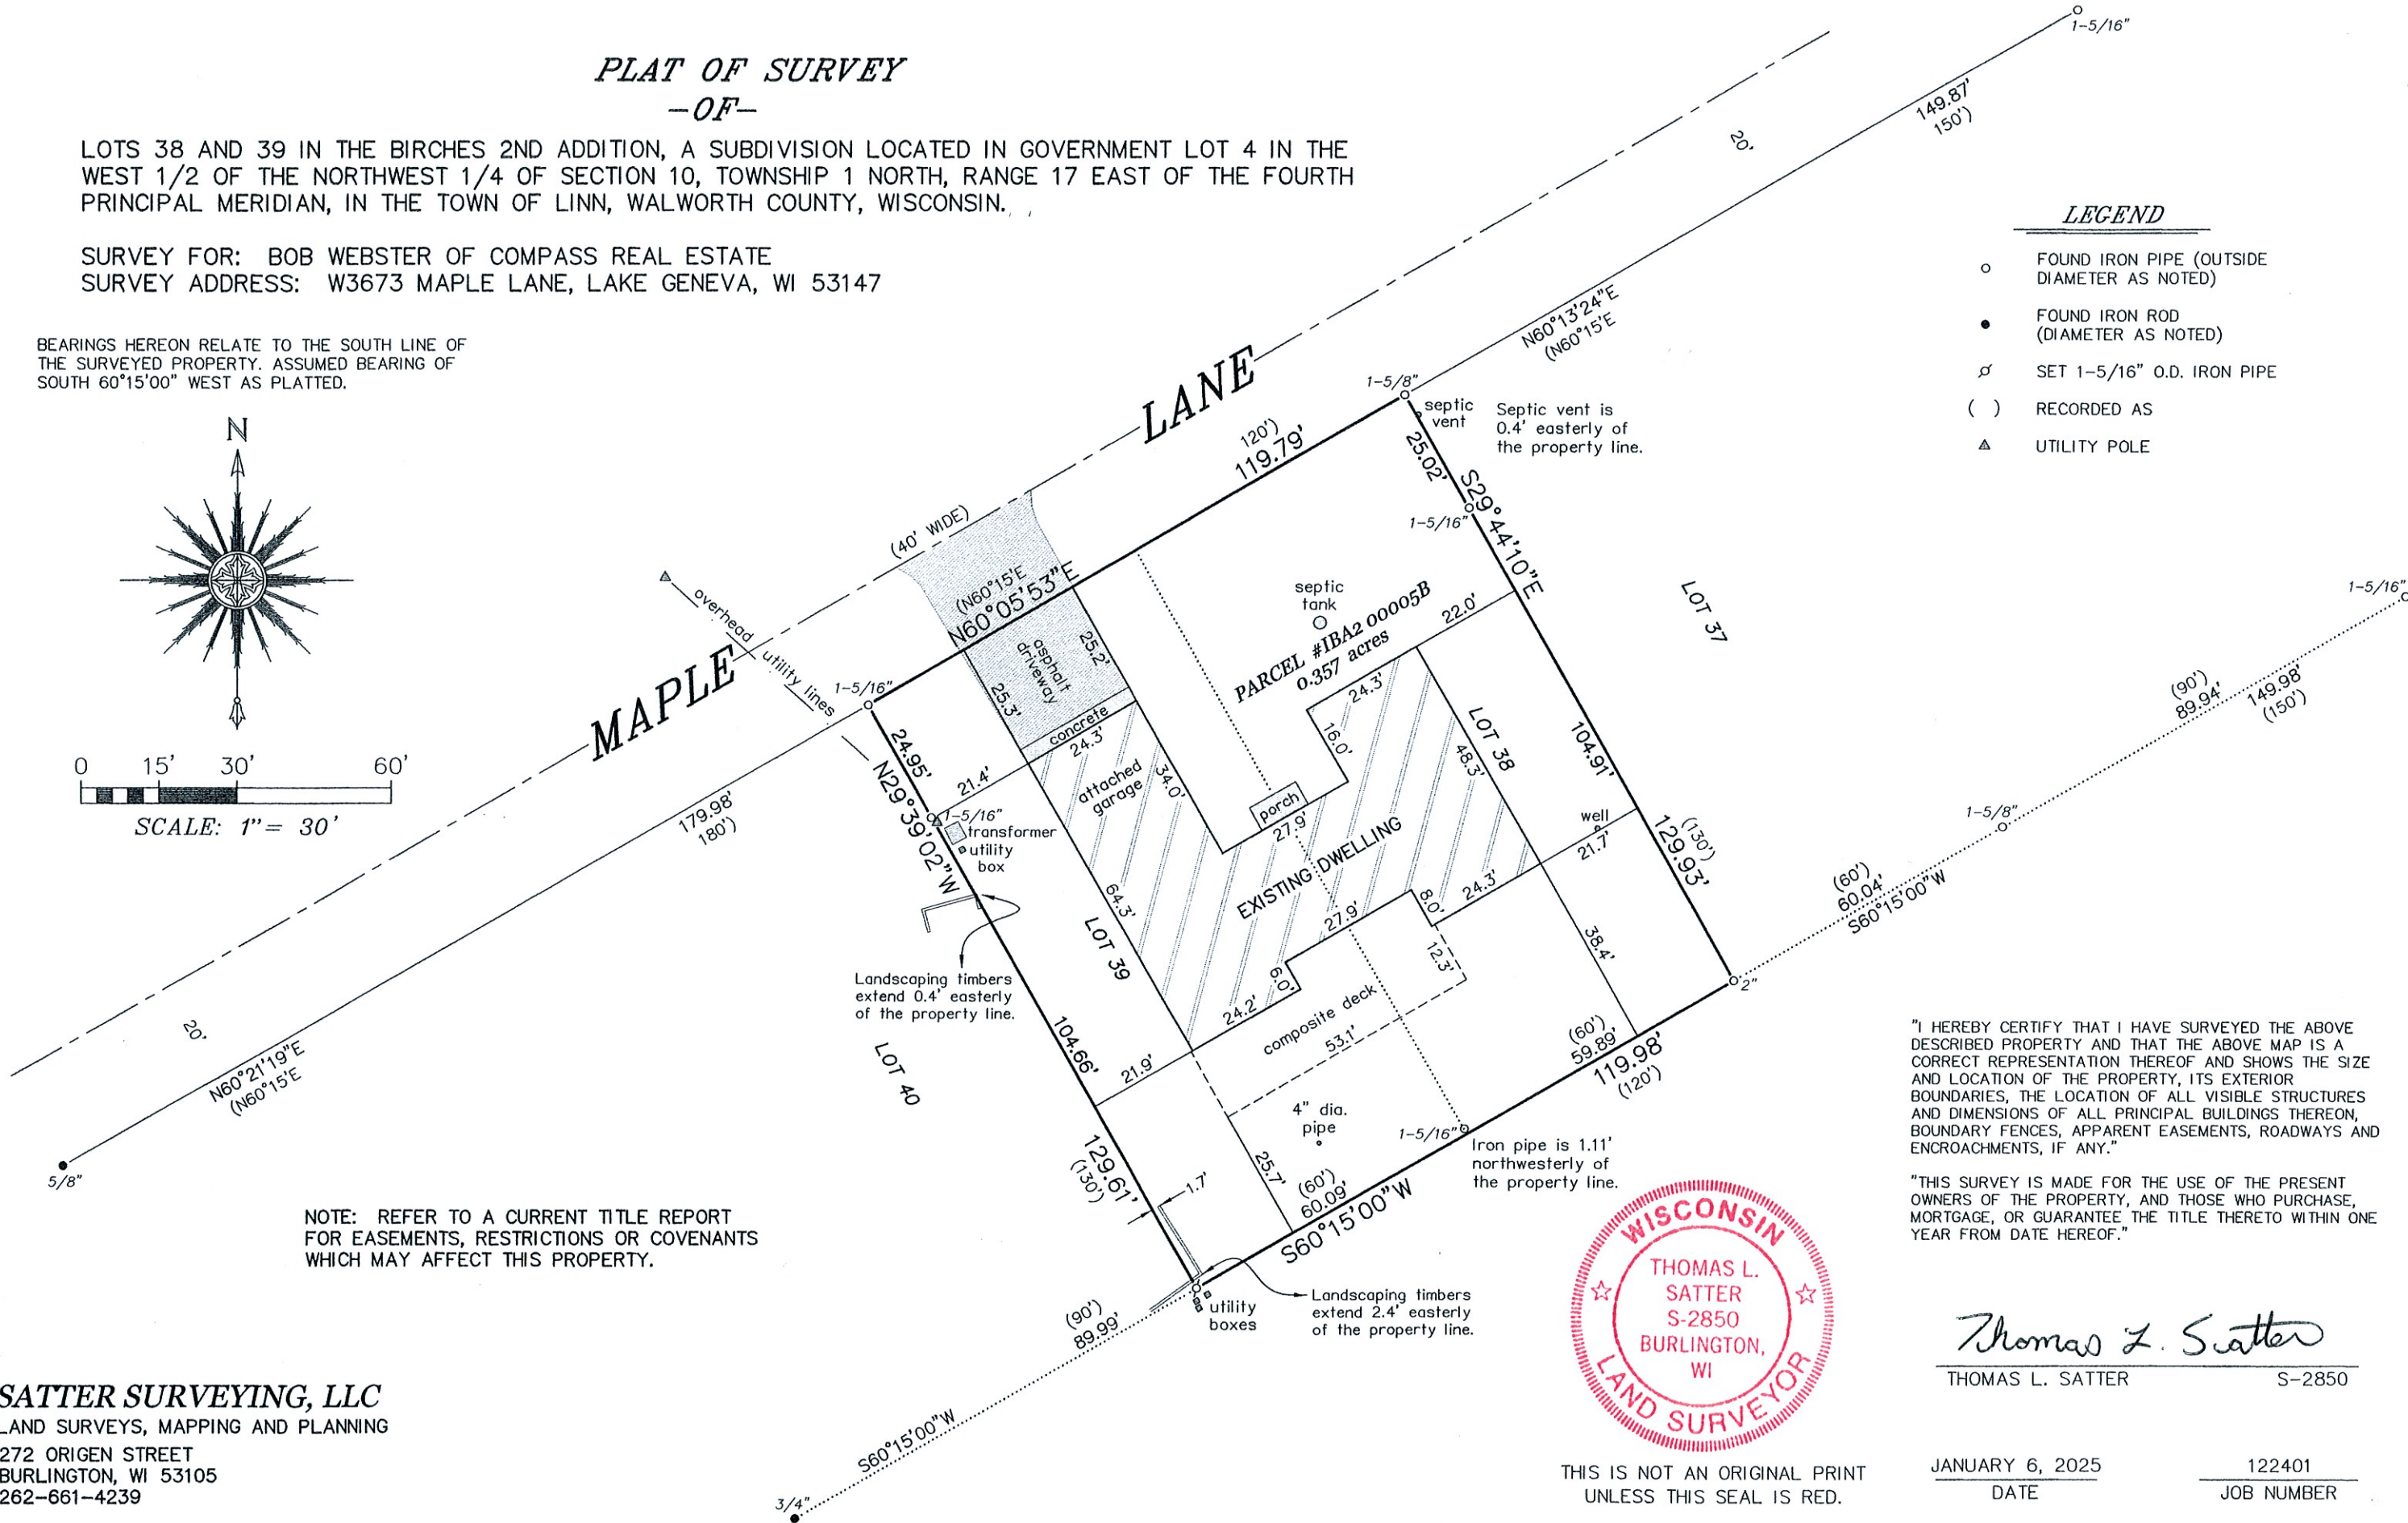 PLAT OF SURVEY
-OF-
LOTS 38 AND 39 IN THE BIRCHES 2ND ADDITION, A SUBDIVISION LOCATED IN GOVERNMENT LOT 4 IN THE
WEST 1/2 OF THE NORTHWEST 1/4 OF SECTION 10, TOWNSHIP 1 NORTH, RANGE 17 EAST OF THE FOURTH
PRINCIPAL MERIDIAN, IN THE TOWN OF LINN, WALWORTH COUNTY, WISCONSIN.
SURVEY FOR: BOB WEBSTER OF COMPASS REAL ESTATE
SURVEY ADDRESS: W3673 MAPLE LANE, LAKE GENEVA, WI 53147
BEARINGS HEREON RELATE TO THE SOUTH LINE OF
THE SURVEYED PROPERTY. ASSUMED BEARING OF
SOUTH 60°15'00" WEST AS PLATTED.
N
0 15' 30' 60'
SCALE: 1"= 30'
LEGEND
FOUND IRON PIPE (OUTSIDE
DIAMETER AS NOTED)
FOUND IRON ROD
(DIAMETER AS NOTED)
SET 1-5/16" O.D. IRON PIPE
( ) RECORDED AS
UTILITY POLE
1-5/16"
149.87'
150')
20'
N60°13'24"E
(N60°15'E
MAPLE LANE
(40' WIDE)
1-5/8"
septic
vent
Septic vent is
0.4' easterly of
the property line.
120')
119.79'
25.02'
S29°44'10"E
1-5/16"
(N60°15'E
N60°05'53"E
overhead
utility lines
1-5/16"
asphalt
driveway
25.2'
25.3'
concrete
24.3'
septic
tank
PARCEL #IBA2 00005B
0.357 acres
22.0'
LOT 37
24.3'
16.0'
LOT 38
48.3'
104.91'
24.95'
N29°39'02"W
21.4'
attached
garage
34.0'
porch
27.9'
EXISTING DWELLING
well
21.7'
179.98'
180')
1-5/16"
transformer
utility
box
64.3'
LOT 39
27.9'
8.0'
24.3'
(130')
129.93'
38.4'
12.3'
6.0'
24.2'
composite deck
53.1'
Landscaping timbers
extend 0.4' easterly
of the property line.
104.66'
LOT 40
21.9'
2"
(60')
59.89'
119.98'
(120')
4" dia.
pipe
1-5/16"
Iron pipe is 1.11'
northwesterly of
the property line.
25.7'
(60')
60.09'
S60°15'00"W
129.61'
(130')
1.7'
utility
boxes
Landscaping timbers
extend 2.4' easterly
of the property line.
(90')
89.99'
S60°15'00"W
3/4"
20'
N60°21'19"E
(N60°15'E
5/8"
1-5/16"
(90')
89.94'
149.98'
(150')
1-5/8"
(60')
60.04'
S60°15'00"W
NOTE: REFER TO A CURRENT TITLE REPORT
FOR EASEMENTS, RESTRICTIONS OR COVENANTS
WHICH MAY AFFECT THIS PROPERTY.
"I HEREBY CERTIFY THAT I HAVE SURVEYED THE ABOVE
DESCRIBED PROPERTY AND THAT THE ABOVE MAP IS A
CORRECT REPRESENTATION THEREOF AND SHOWS THE SIZE
AND LOCATION OF THE PROPERTY, ITS EXTERIOR
BOUNDARIES, THE LOCATION OF ALL VISIBLE STRUCTURES
AND DIMENSIONS OF ALL PRINCIPAL BUILDINGS THEREON,
BOUNDARY FENCES, APPARENT EASEMENTS, ROADWAYS AND
ENCROACHMENTS, IF ANY."
"THIS SURVEY IS MADE FOR THE USE OF THE PRESENT
OWNERS OF THE PROPERTY, AND THOSE WHO PURCHASE,
MORTGAGE, OR GUARANTEE THE TITLE THERETO WITHIN ONE
YEAR FROM DATE HEREOF."
WISCONSIN
THOMAS L.
SATTER
S-2850
BURLINGTON,
WI
LAND SURVEYOR
THIS IS NOT AN ORIGINAL PRINT
UNLESS THIS SEAL IS RED.
Thomas L. Satter
THOMAS L. SATTER S-2850
JANUARY 6, 2025 122401
DATE JOB NUMBER
SATTER SURVEYING, LLC
LAND SURVEYS, MAPPING AND PLANNING
272 ORIGEN STREET
BURLINGTON, WI 53105
262-661-4239